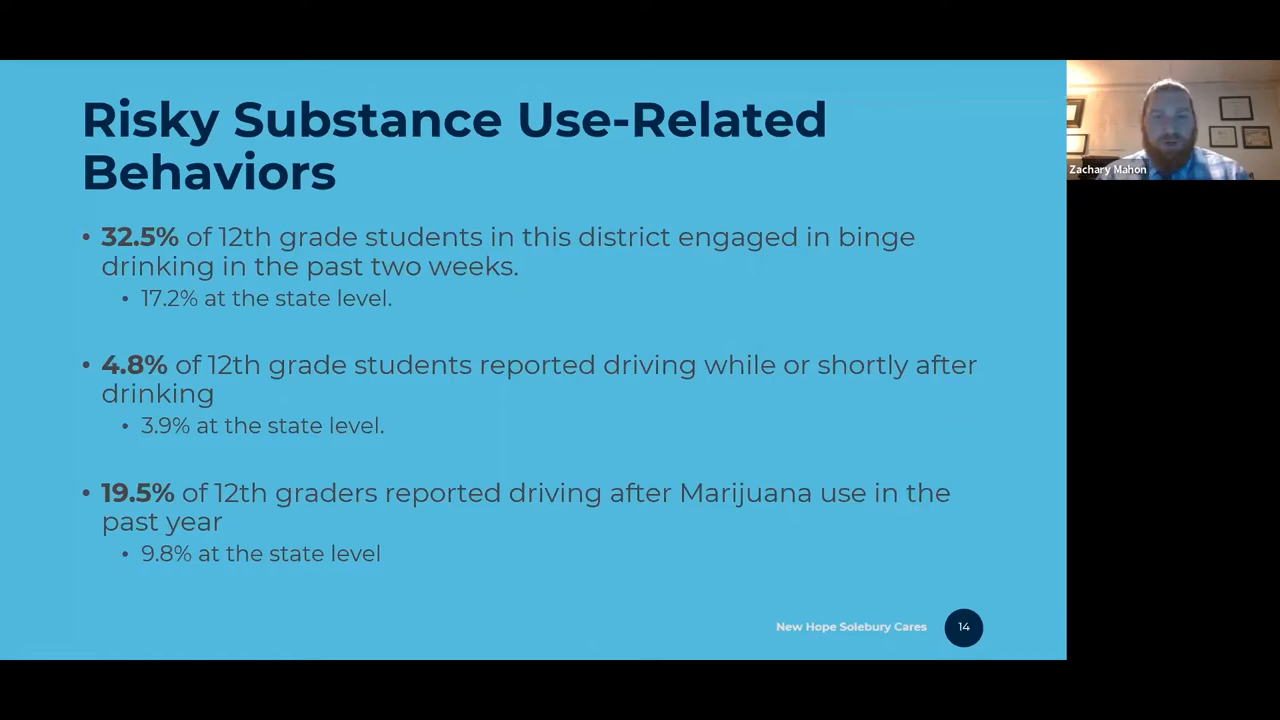 Risky Substance Use-Related
Behaviors
• 32.5% of 12th grade students in this district engaged in binge
drinking in the past two weeks.
• 17.2% at the state level.
• 4.8% of 12th grade students reported driving while or shortly after
drinking
• 3.9% at the state level.
• 19.5% of 12th graders reported driving after Marijuana use in the
past year
• 9.8% at the state level
New Hope Solebury Cares
14
Zachary Mahon